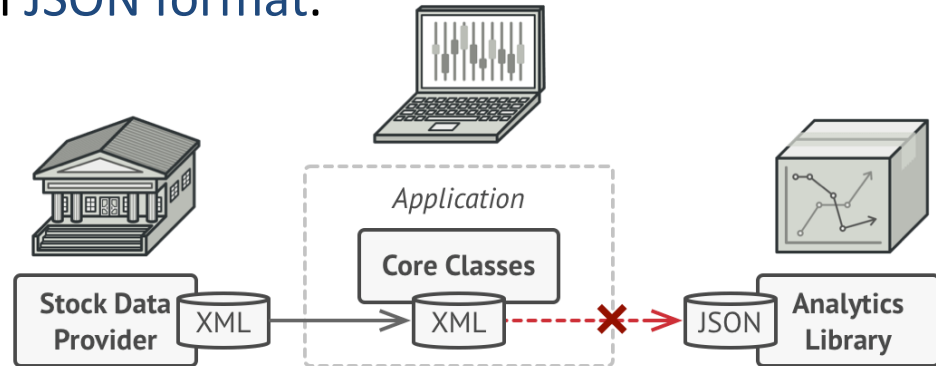 JSON format.
Application
Core Classes
Stock Data
Provider
XML
XML
JSON
Analytics
Library